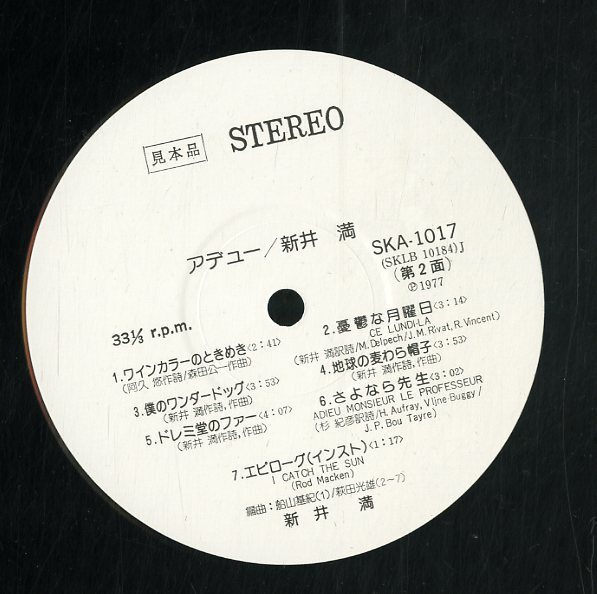 見本品
STEREO
アデュー/新井 満
SKA-1017
(SKLB 10184)J
(第2面)
Ⓟ1977
33⅓ r.p.m.
1.ワインカラーのときめき<2:41>
(阿久 悠作詩/森田公一作曲)
2.憂鬱な月曜日<3:14>
CE LUNDI-LA
(新井 満訳詩/M.Delpech/J.M.Rivat,R.Vincent)
3.僕のワンダードッグ<3:53>
(新井 満作詩,作曲)
4.地球の麦わら帽子<3:53>
(新井 満作詩,作曲)
5.ドレミ堂のファー<4:07>
(新井 満作詩,作曲)
6.さよなら先生<3:02>
ADIEU MONSIEUR LE PROFESSEUR
(杉 紀彦訳詩/H.Aufray,Vline-Buggy/
J.P.Bou Tayre)
7.エピローグ(インスト)<1:17>
I CATCH THE SUN
(Rod Macken)
編曲:船山基紀(1)/萩田光雄(2~7)
新井 満